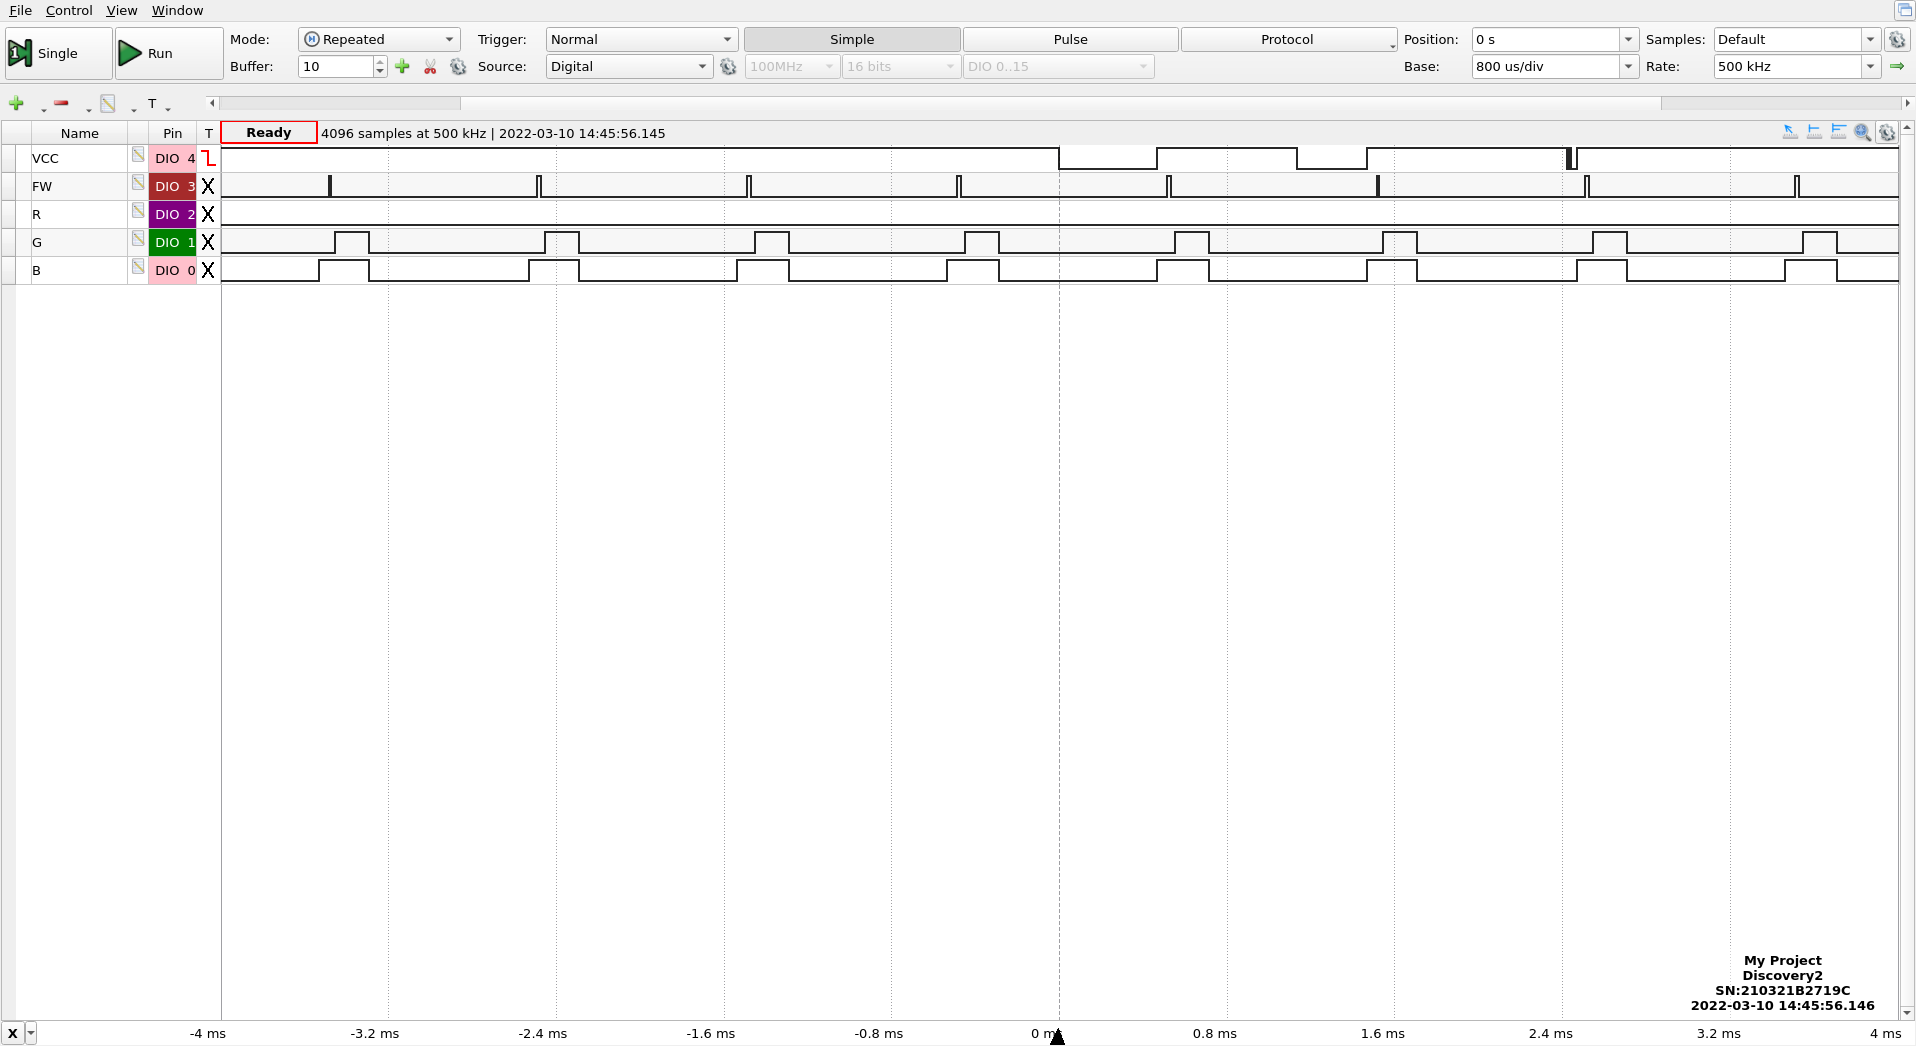 File Control View Window
Single Run Mode: Repeated Trigger: Normal Simple Pulse Protocol Position: 0 s Samples: Default
Buffer: 10 Source: Digital 100MHz 16 bits DIO 0..15 Base: 800 us/div Rate: 500 kHz
T
Name Pin T Ready 4096 samples at 500 kHz | 2022-03-10 14:45:56.145
VCC DIO 4
FW DIO 3 X
R DIO 2 X
G DIO 1 X
B DIO 0 X
My Project
Discovery2
SN:210321B2719C
2022-03-10 14:45:56.146
X -4 ms -3.2 ms -2.4 ms -1.6 ms -0.8 ms 0 ms 0.8 ms 1.6 ms 2.4 ms 3.2 ms 4 ms